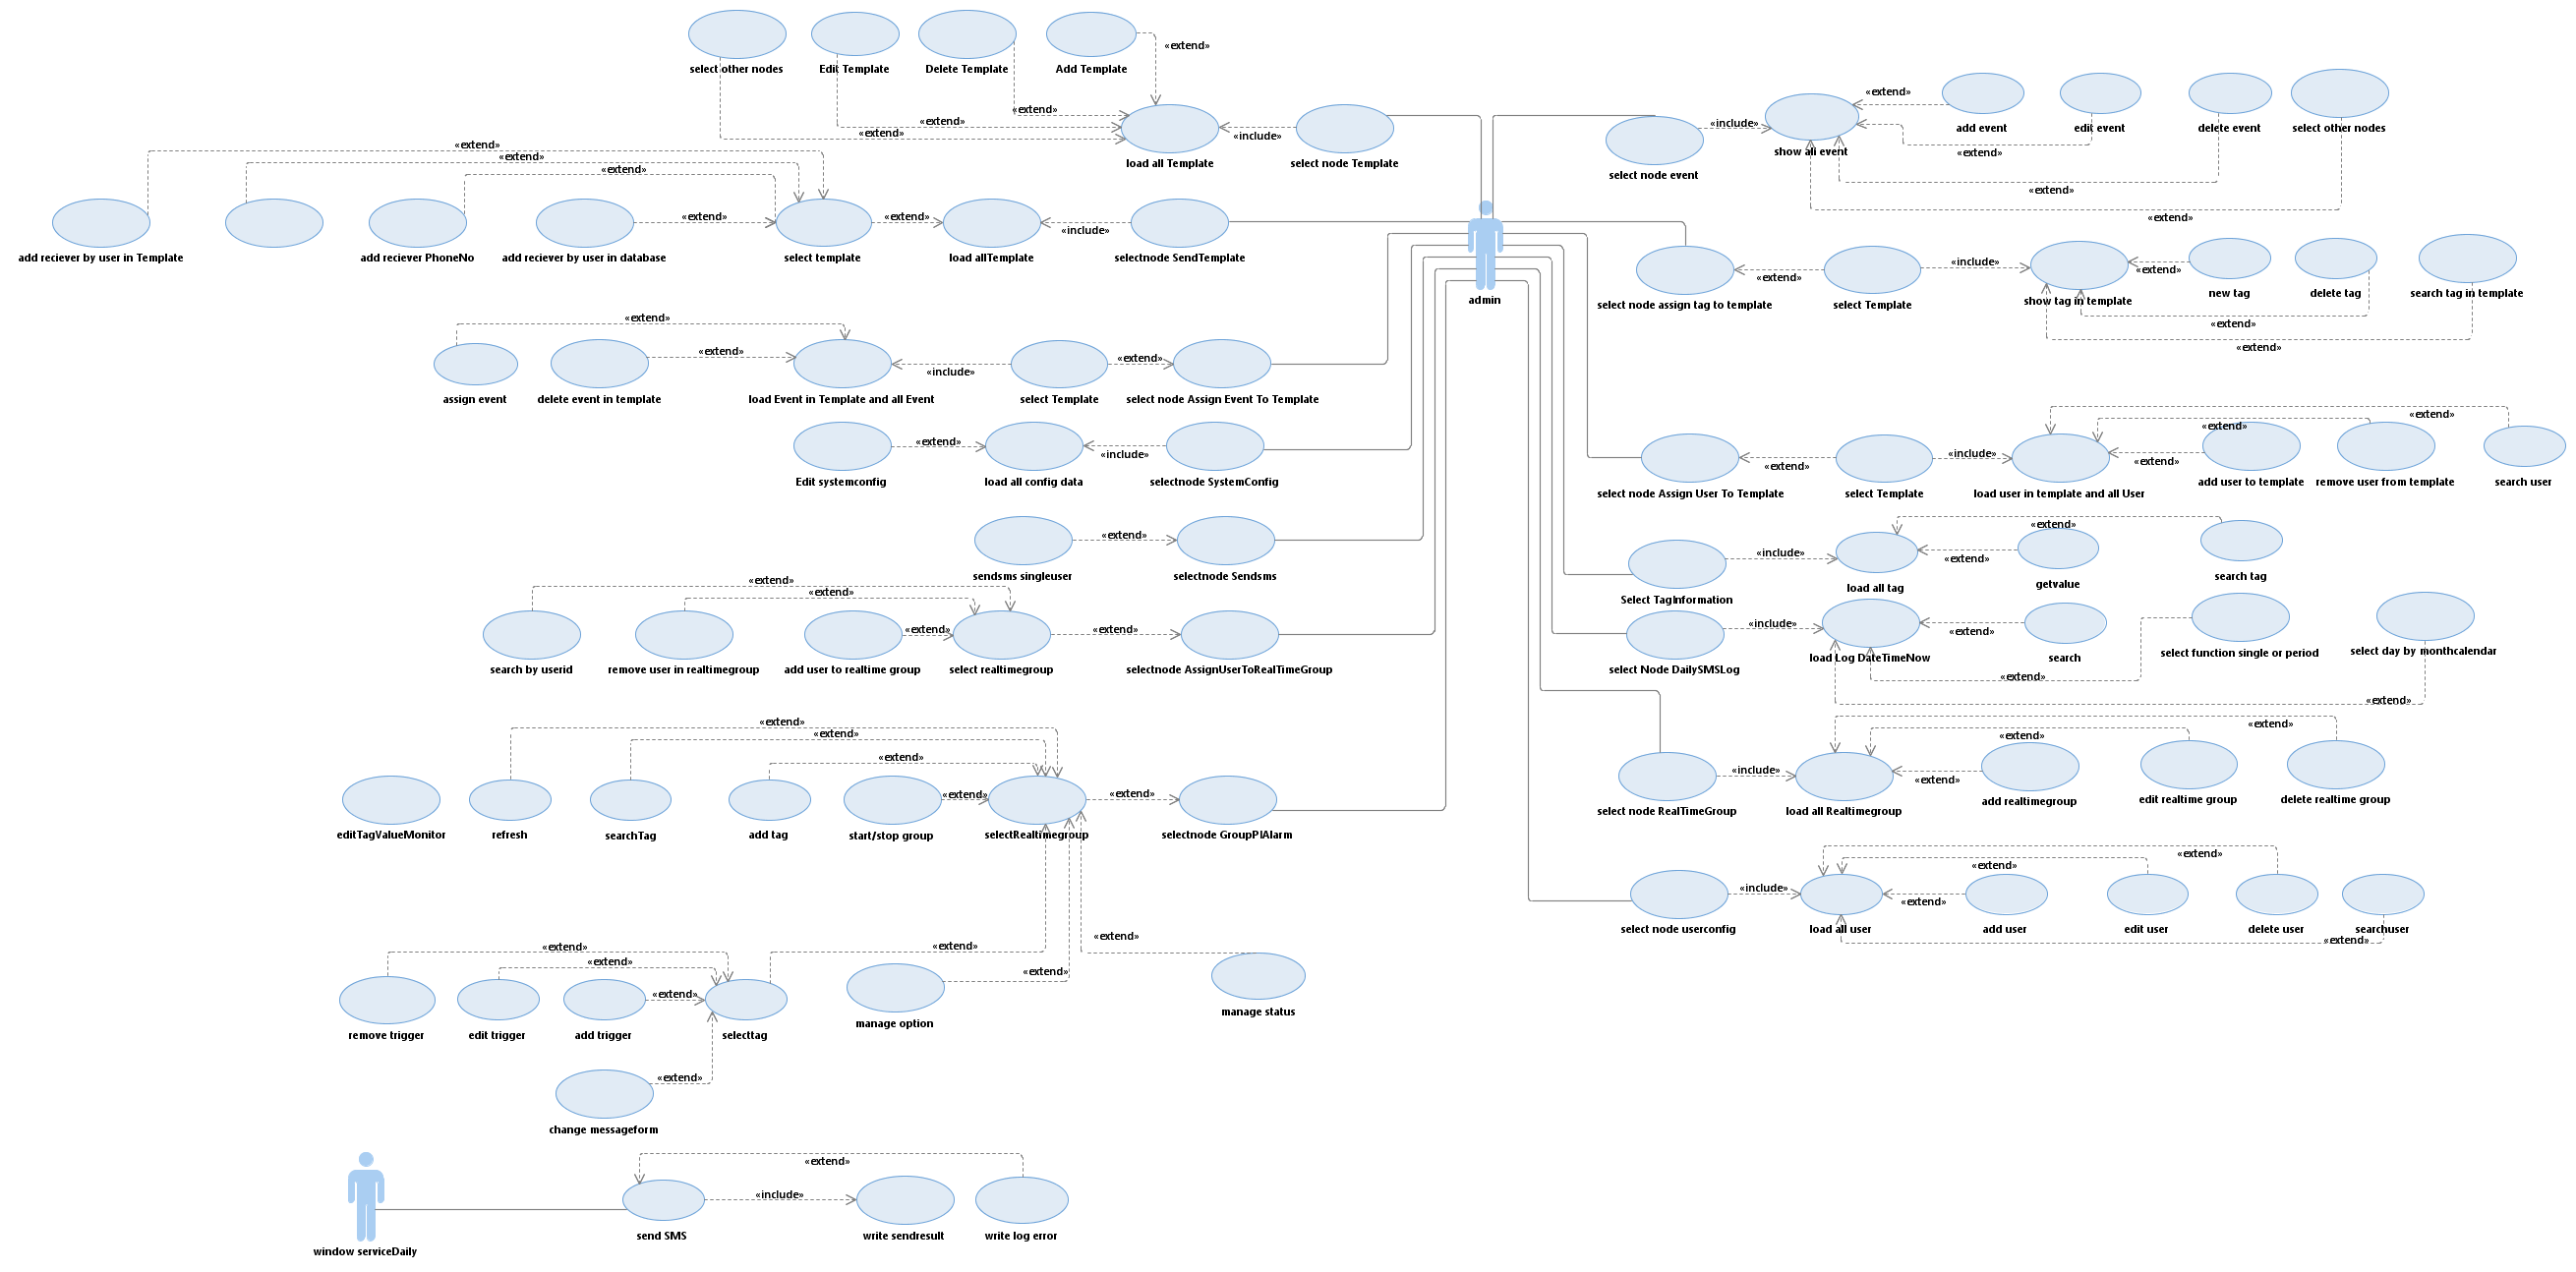 select other nodes
Edit Template
Delete Template
Add Template
«extend»
«extend»
«extend»
«extend»
load all Template
«include»
select node Template
select node event
«include»
show all event
«extend»
add event
edit event
delete event
select other nodes
«extend»
«extend»
«extend»
«extend»
«extend»
«extend»
add reciever by user in Template
add reciever PhoneNo
add reciever by user in database
«extend»
select template
«extend»
load allTemplate
«include»
selectnode SendTemplate
admin
select node assign tag to template
«extend»
select Template
«include»
show tag in template
«extend»
new tag
delete tag
search tag in template
«extend»
«extend»
«extend»
assign event
«extend»
delete event in template
load Event in Template and all Event
«include»
select Template
«extend»
select node Assign Event To Template
Edit systemconfig
«extend»
load all config data
«include»
selectnode SystemConfig
select node Assign User To Template
«extend»
select Template
«include»
load user in template and all User
«extend»
«extend»
«extend»
add user to template
remove user from template
search user
sendsms singleuser
«extend»
selectnode Sendsms
Select TagInformation
«include»
load all tag
«extend»
«extend»
getvalue
search tag
«extend»
«extend»
search by userid
remove user in realtimegroup
add user to realtime group
«extend»
select realtimegroup
«extend»
selectnode AssignUserToRealTimeGroup
select Node DailySMSLog
«include»
load Log DateTimeNow
«extend»
search
select function single or period
select day by monthcalendar
«extend»
«extend»
«extend»
«extend»
«extend»
editTagValueMonitor
refresh
searchTag
add tag
start/stop group
«extend»
selectRealtimegroup
«extend»
selectnode GroupPIAlarm
select node RealTimeGroup
«include»
load all Realtimegroup
«extend»
«extend»
«extend»
add realtimegroup
edit realtime group
delete realtime group
select node userconfig
«include»
load all user
«extend»
«extend»
«extend»
add user
edit user
delete user
searchuser
«extend»
«extend»
«extend»
«extend»
«extend»
«extend»
remove trigger
edit trigger
add trigger
«extend»
selecttag
manage option
manage status
«extend»
change messageform
window serviceDaily
send SMS
«include»
«extend»
write sendresult
write log error